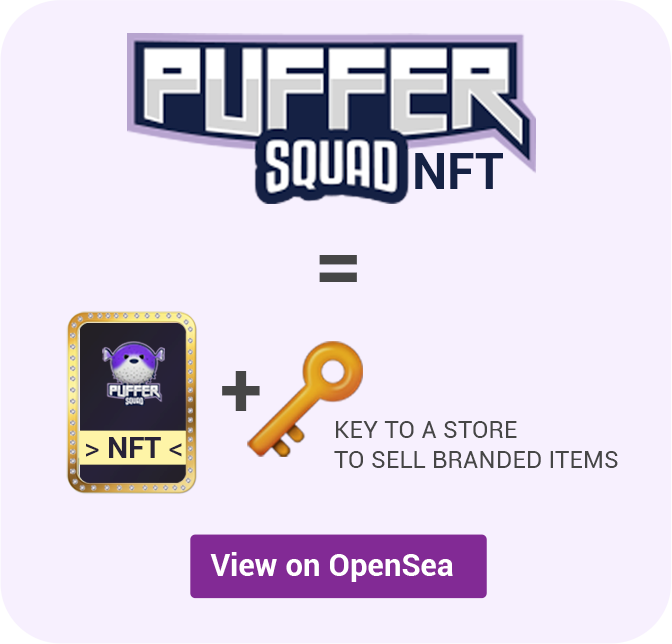 PUFFER
SQUAD NFT
=
PUFFER
SQUAD
> NFT <
+
KEY TO A STORE
TO SELL BRANDED ITEMS
View on OpenSea